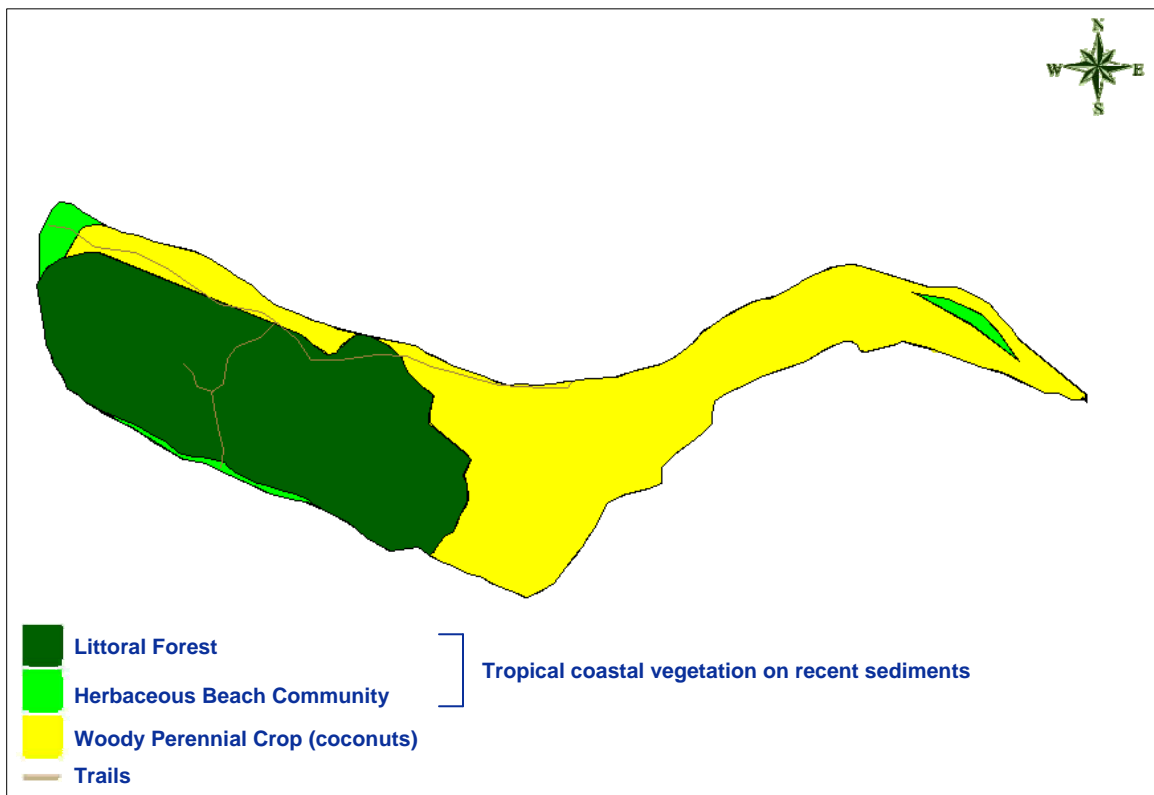 N
W E
S
Littoral Forest
Tropical coastal vegetation on recent sediments
Herbaceous Beach Community
Woody Perennial Crop (coconuts)
Trails